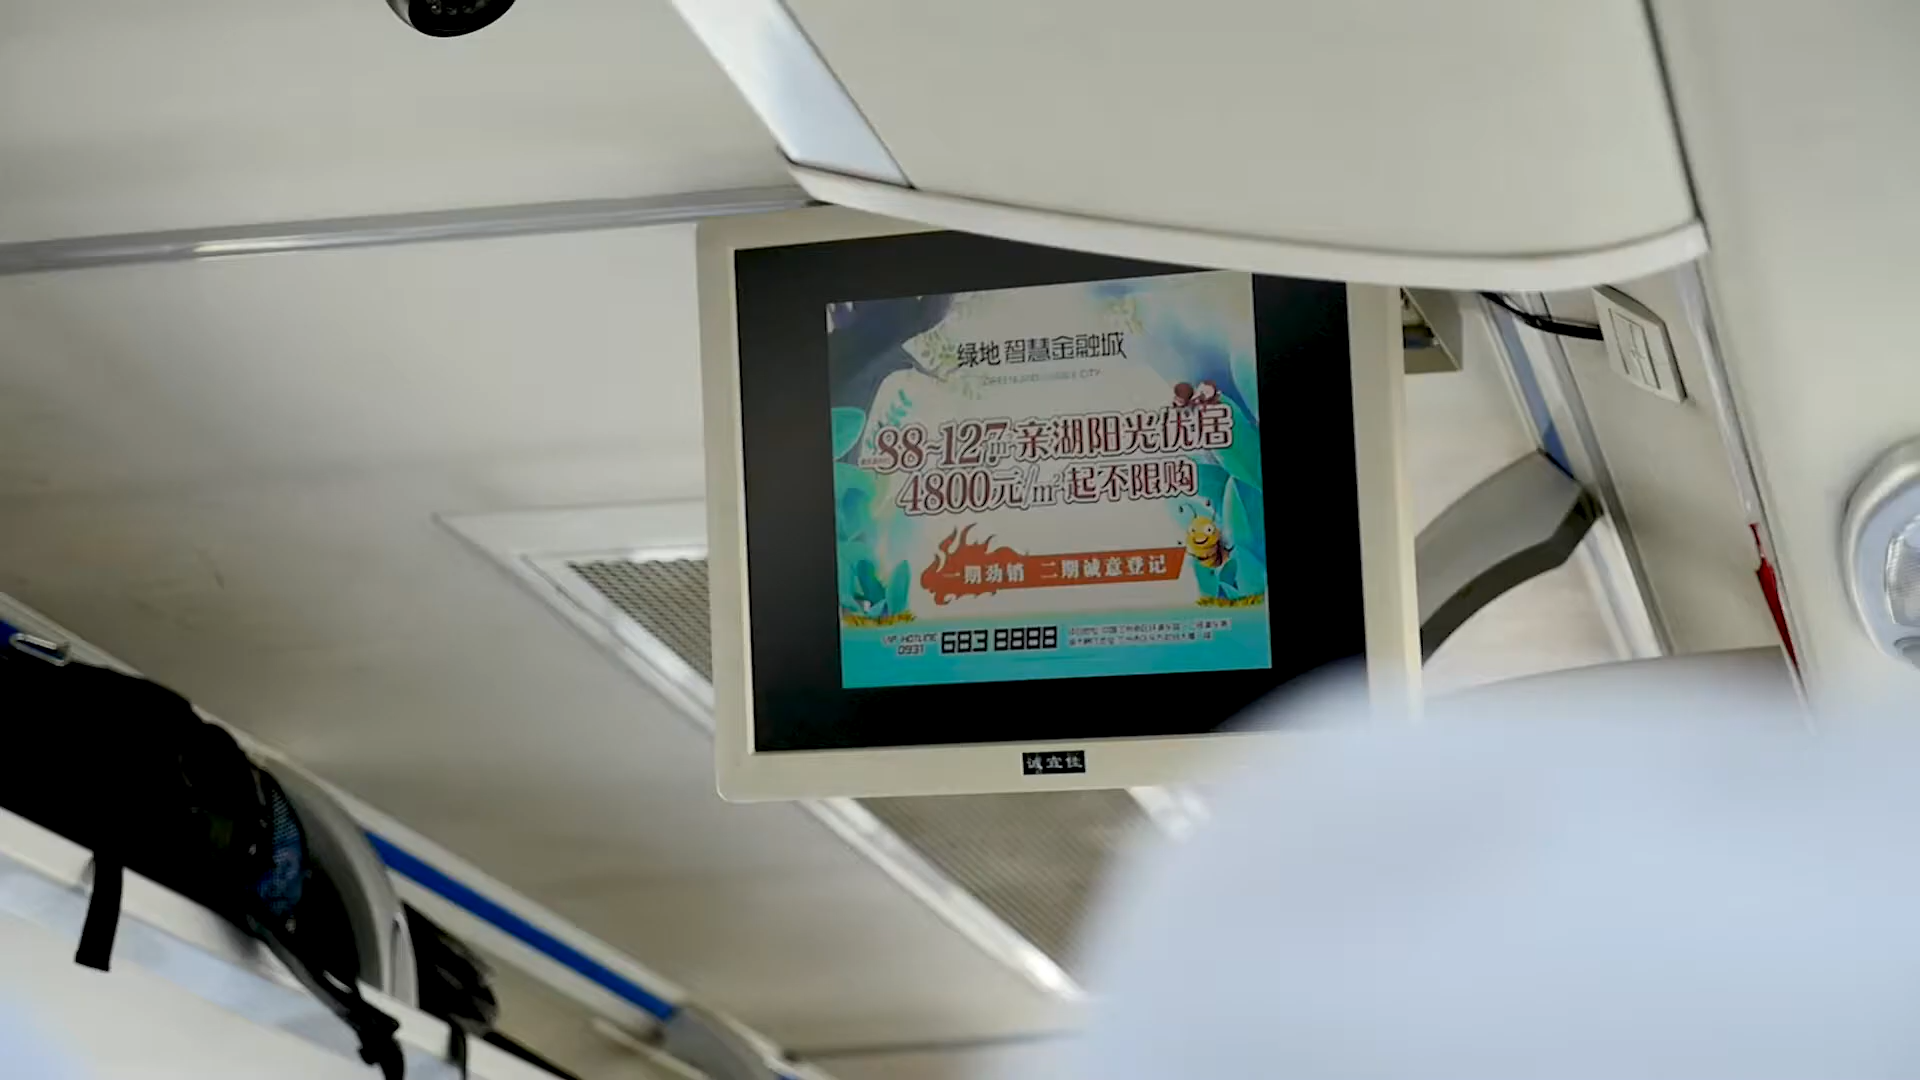 绿地智慧金融城
88~127㎡亲湖阳光优居
4800元/㎡起不限购
一期劲销 二期诚意登记
VIP HOTLINE
0931
683 8888
诚宜佳